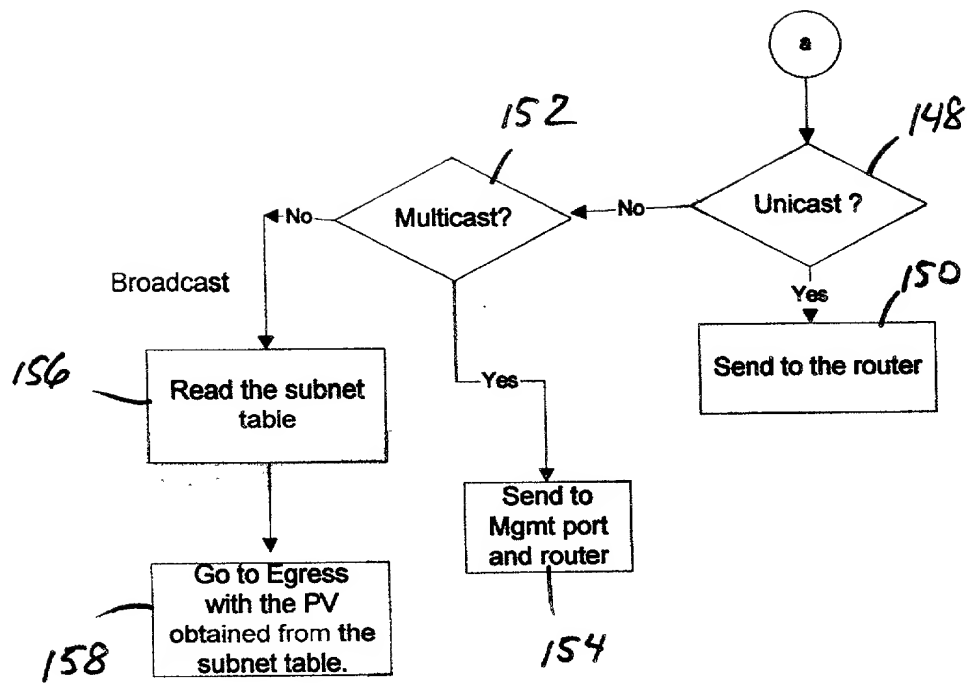 a
148
Unicast ?
Yes
150
Send to the router
No
152
Multicast?
Yes
Send to
Mgmt port
and router
154
No
Broadcast
156
Read the subnet
table
Go to Egress
with the PV
obtained from the
subnet table.
158